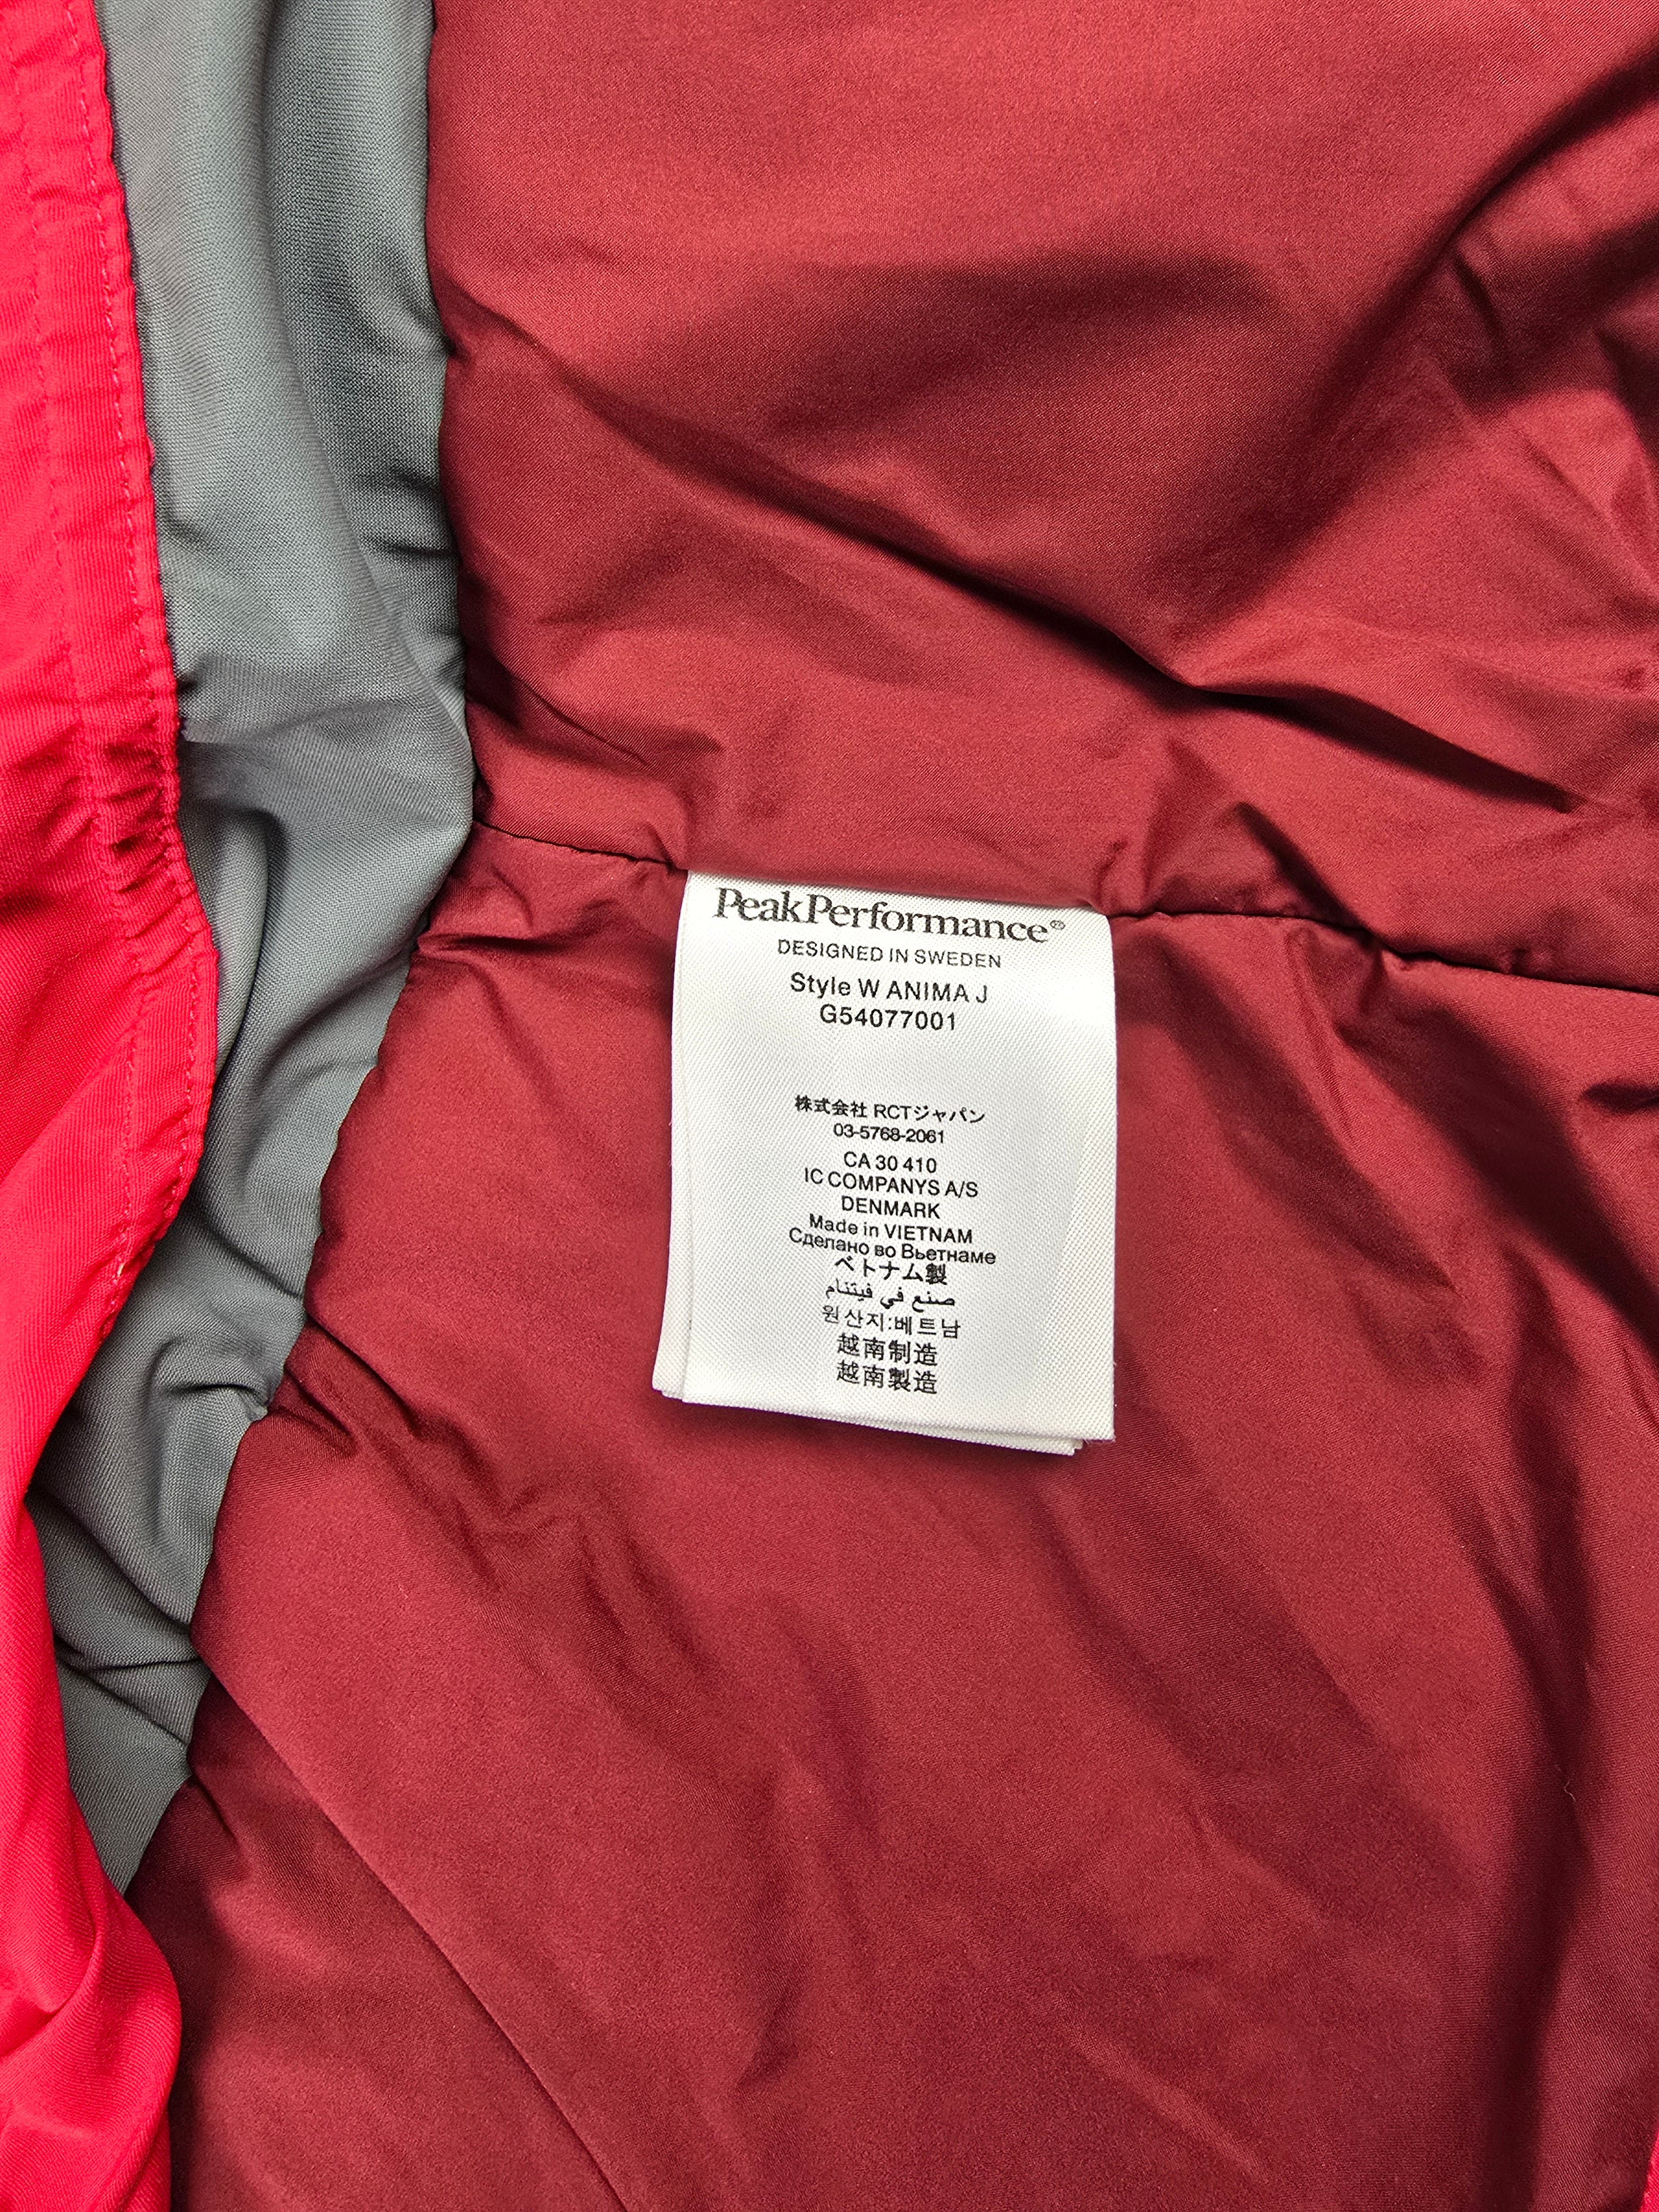 PeakPerformance®
DESIGNED IN SWEDEN
Style W ANIMA J
G54077001
株式会社 RCTジャパン
03-5768-2061
CA 30 410
IC COMPANYS A/S
DENMARK
Made in VIETNAM
Сделано во Вьетнаме
ベトナム製
صنع في فيتنام
원산지:베트남
越南制造
越南製造